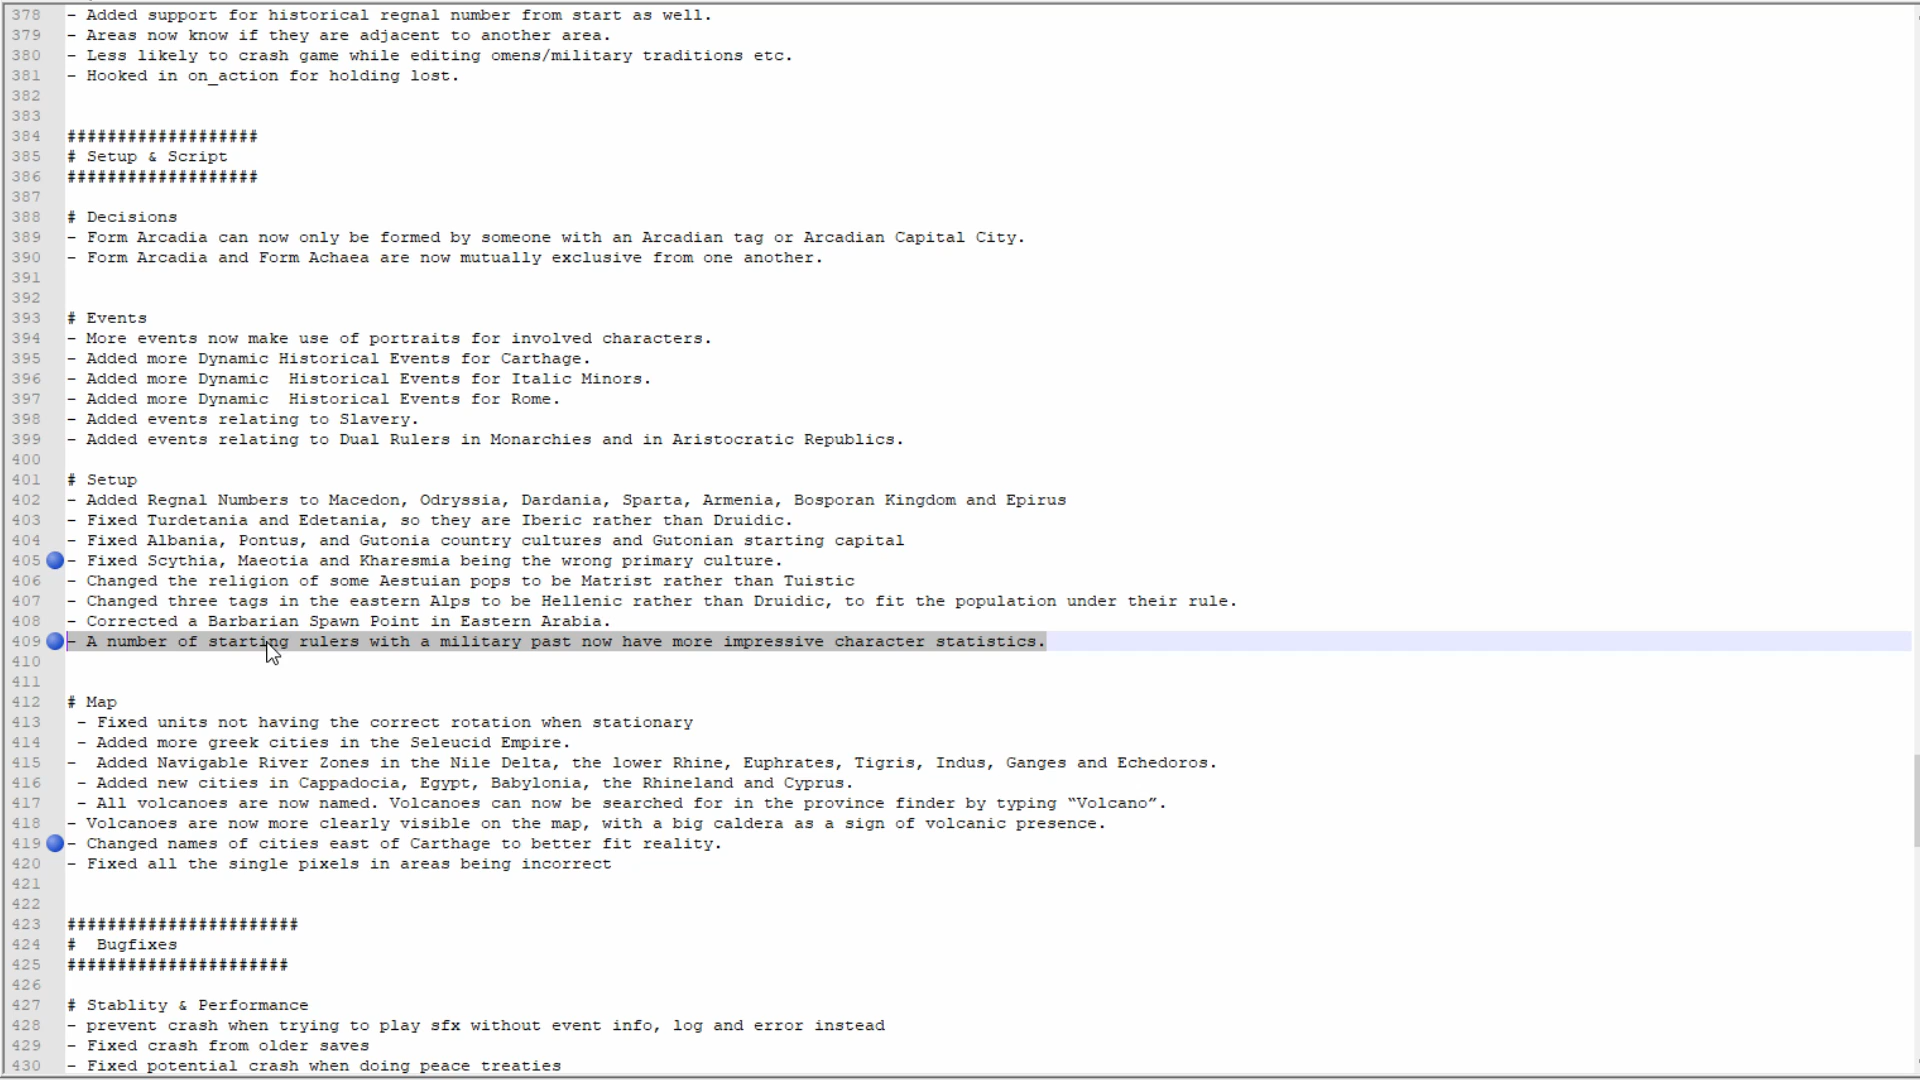 378 - Added support for historical regnal number from start as well.
379 - Areas now know if they are adjacent to another area.
380 - Less likely to crash game while editing omens/military traditions etc.
381 - Hooked in on_action for holding lost.
382
383
384 ###################
385 # Setup & Script
386 ###################
387
388 # Decisions
389 - Form Arcadia can now only be formed by someone with an Arcadian tag or Arcadian Capital City.
390 - Form Arcadia and Form Achaea are now mutually exclusive from one another.
391
392
393 # Events
394 - More events now make use of portraits for involved characters.
395 - Added more Dynamic Historical Events for Carthage.
396 - Added more Dynamic  Historical Events for Italic Minors.
397 - Added more Dynamic  Historical Events for Rome.
398 - Added events relating to Slavery.
399 - Added events relating to Dual Rulers in Monarchies and in Aristocratic Republics.
400
401 # Setup
402 - Added Regnal Numbers to Macedon, Odryssia, Dardania, Sparta, Armenia, Bosporan Kingdom and Epirus
403 - Fixed Turdetania and Edetania, so they are Iberic rather than Druidic.
404 - Fixed Albania, Pontus, and Gutonia country cultures and Gutonian starting capital
405 - Fixed Scythia, Maeotia and Kharesmia being the wrong primary culture.
406 - Changed the religion of some Aestuian pops to be Matrist rather than Tuistic
407 - Changed three tags in the eastern Alps to be Hellenic rather than Druidic, to fit the population under their rule.
408 - Corrected a Barbarian Spawn Point in Eastern Arabia.
409 - A number of starting rulers with a military past now have more impressive character statistics.
410
411
412 # Map
413  - Fixed units not having the correct rotation when stationary
414  - Added more greek cities in the Seleucid Empire.
415 -  Added Navigable River Zones in the Nile Delta, the lower Rhine, Euphrates, Tigris, Indus, Ganges and Echedoros.
416  - Added new cities in Cappadocia, Egypt, Babylonia, the Rhineland and Cyprus.
417  - All volcanoes are now named. Volcanoes can now be searched for in the province finder by typing “Volcano”.
418 - Volcanoes are now more clearly visible on the map, with a big caldera as a sign of volcanic presence.
419 - Changed names of cities east of Carthage to better fit reality.
420 - Fixed all the single pixels in areas being incorrect
421
422
423 #######################
424 #  Bugfixes
425 ######################
426
427 # Stablity & Performance
428 - prevent crash when trying to play sfx without event info, log and error instead
429 - Fixed crash from older saves
430 - Fixed potential crash when doing peace treaties